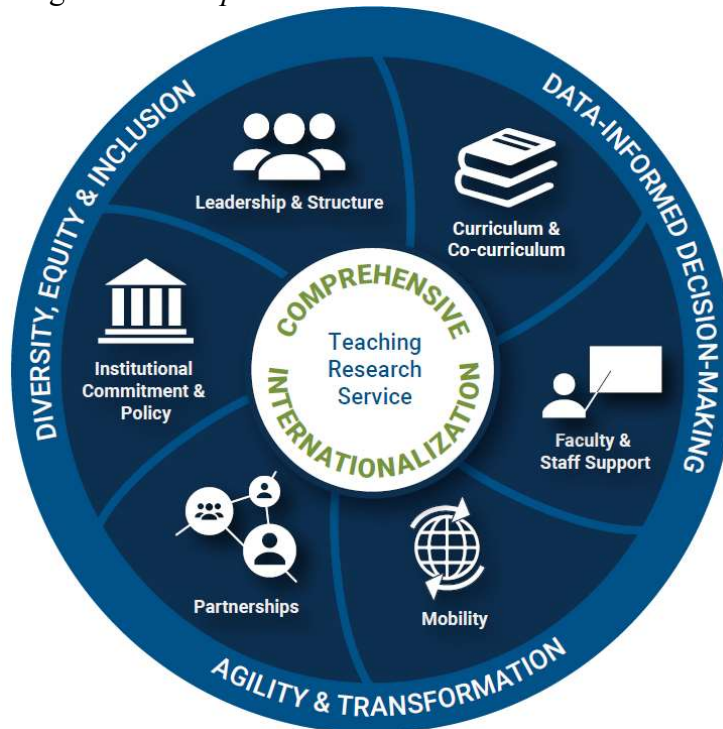 DIVERSITY, EQUITY & INCLUSION
DATA-INFORMED DECISION-MAKING
AGILITY & TRANSFORMATION
Leadership & Structure
Curriculum &
Co-curriculum
Faculty &
Staff Support
Mobility
Partnerships
Institutional
Commitment &
Policy
COMPREHENSIVE
INTERNATIONALIZATION
Teaching
Research
Service